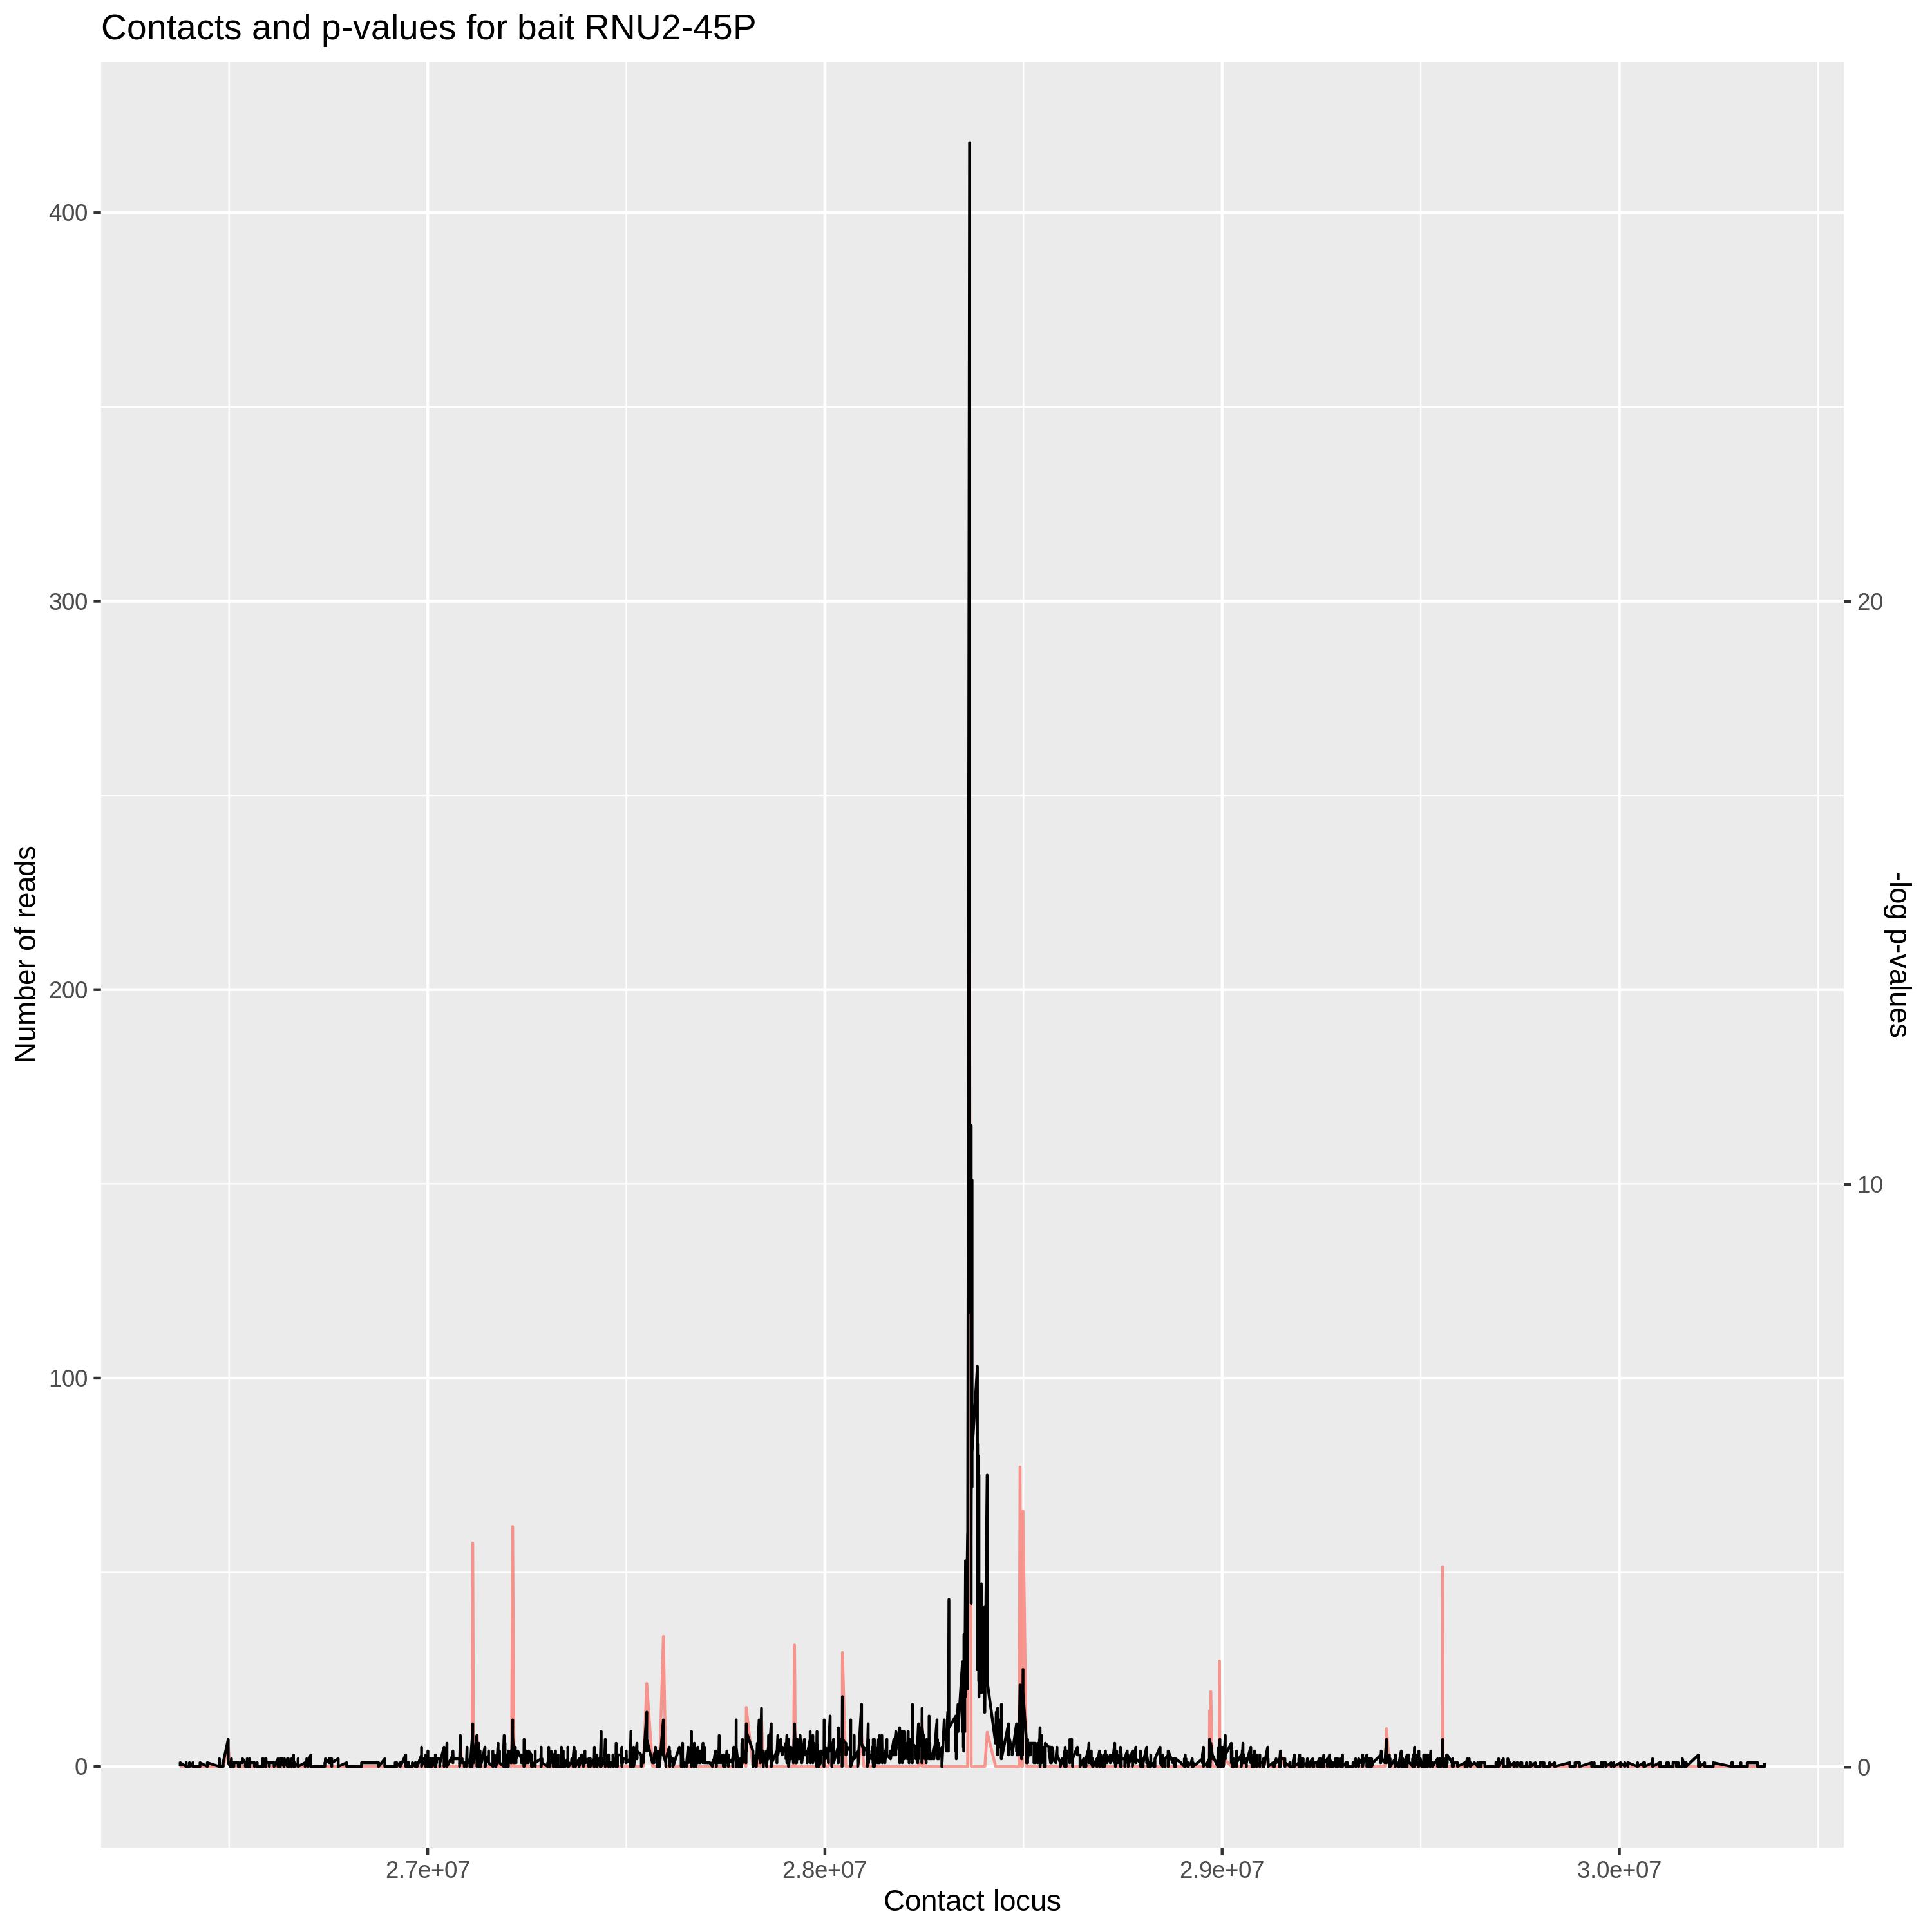 Contacts and p-values for bait RNU2-45P
400
300
200
100
0
Number of reads
20
10
0
-log p-values
2.7e+07
2.8e+07
2.9e+07
3.0e+07
Contact locus